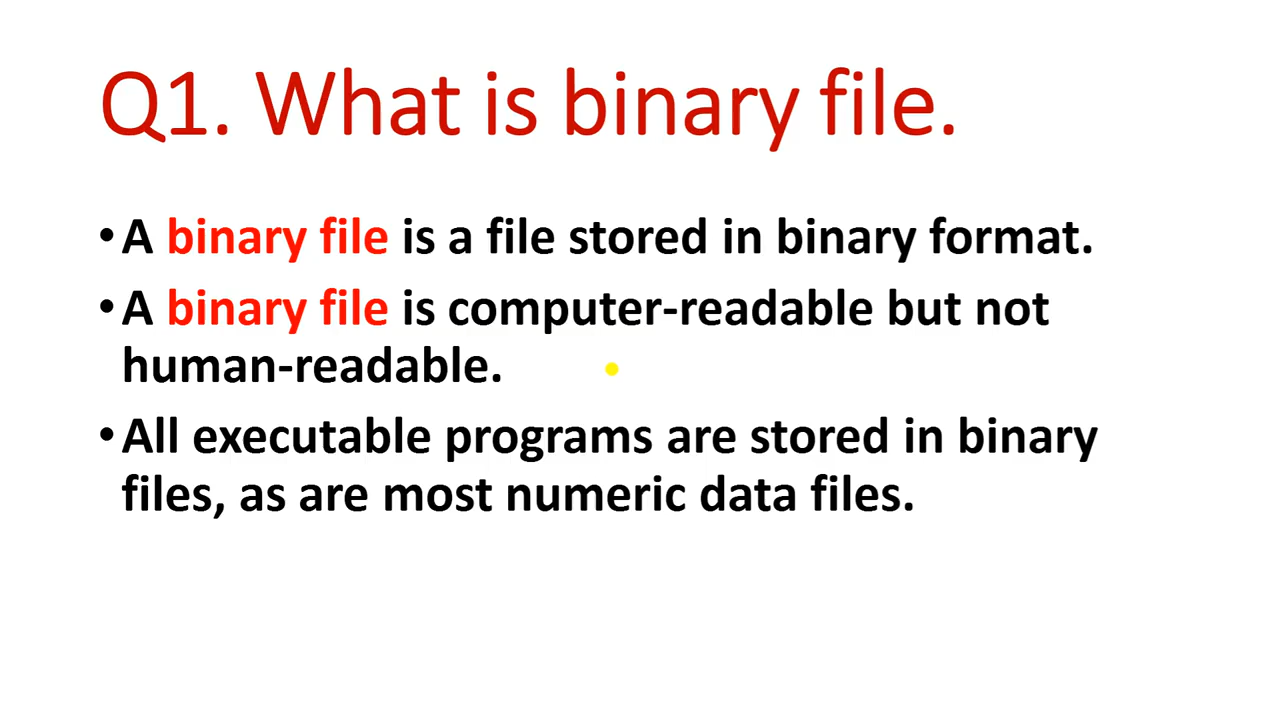 Q1. What is binary file.
•A binary file is a file stored in binary format.
•A binary file is computer-readable but not
human-readable.
•All executable programs are stored in binary
files, as are most numeric data files.